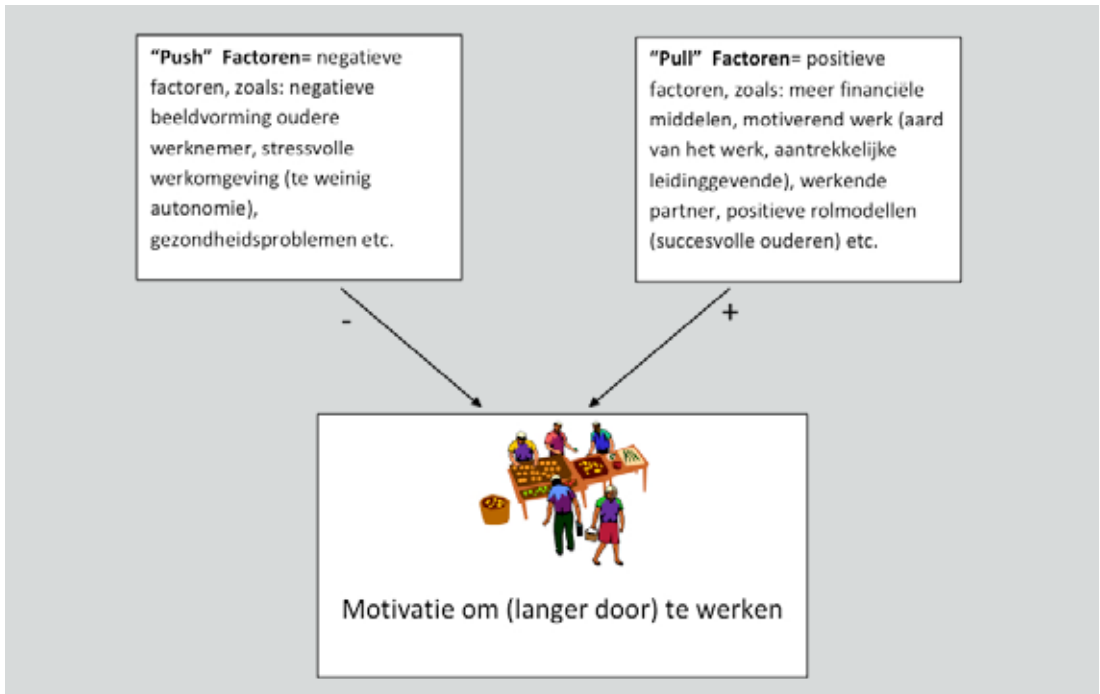 “Push” Factoren= negatieve
factoren, zoals: negatieve
beeldvorming oudere
werknemer, stressvolle
werkomgeving (te weinig
autonomie),
gezondheidsproblemen etc.
“Pull” Factoren= positieve
factoren, zoals: meer financiële
middelen, motiverend werk (aard
van het werk, aantrekkelijke
leidinggevende), werkende
partner, positieve rolmodellen
(succesvolle ouderen) etc.
-
+
Motivatie om (langer door) te werken